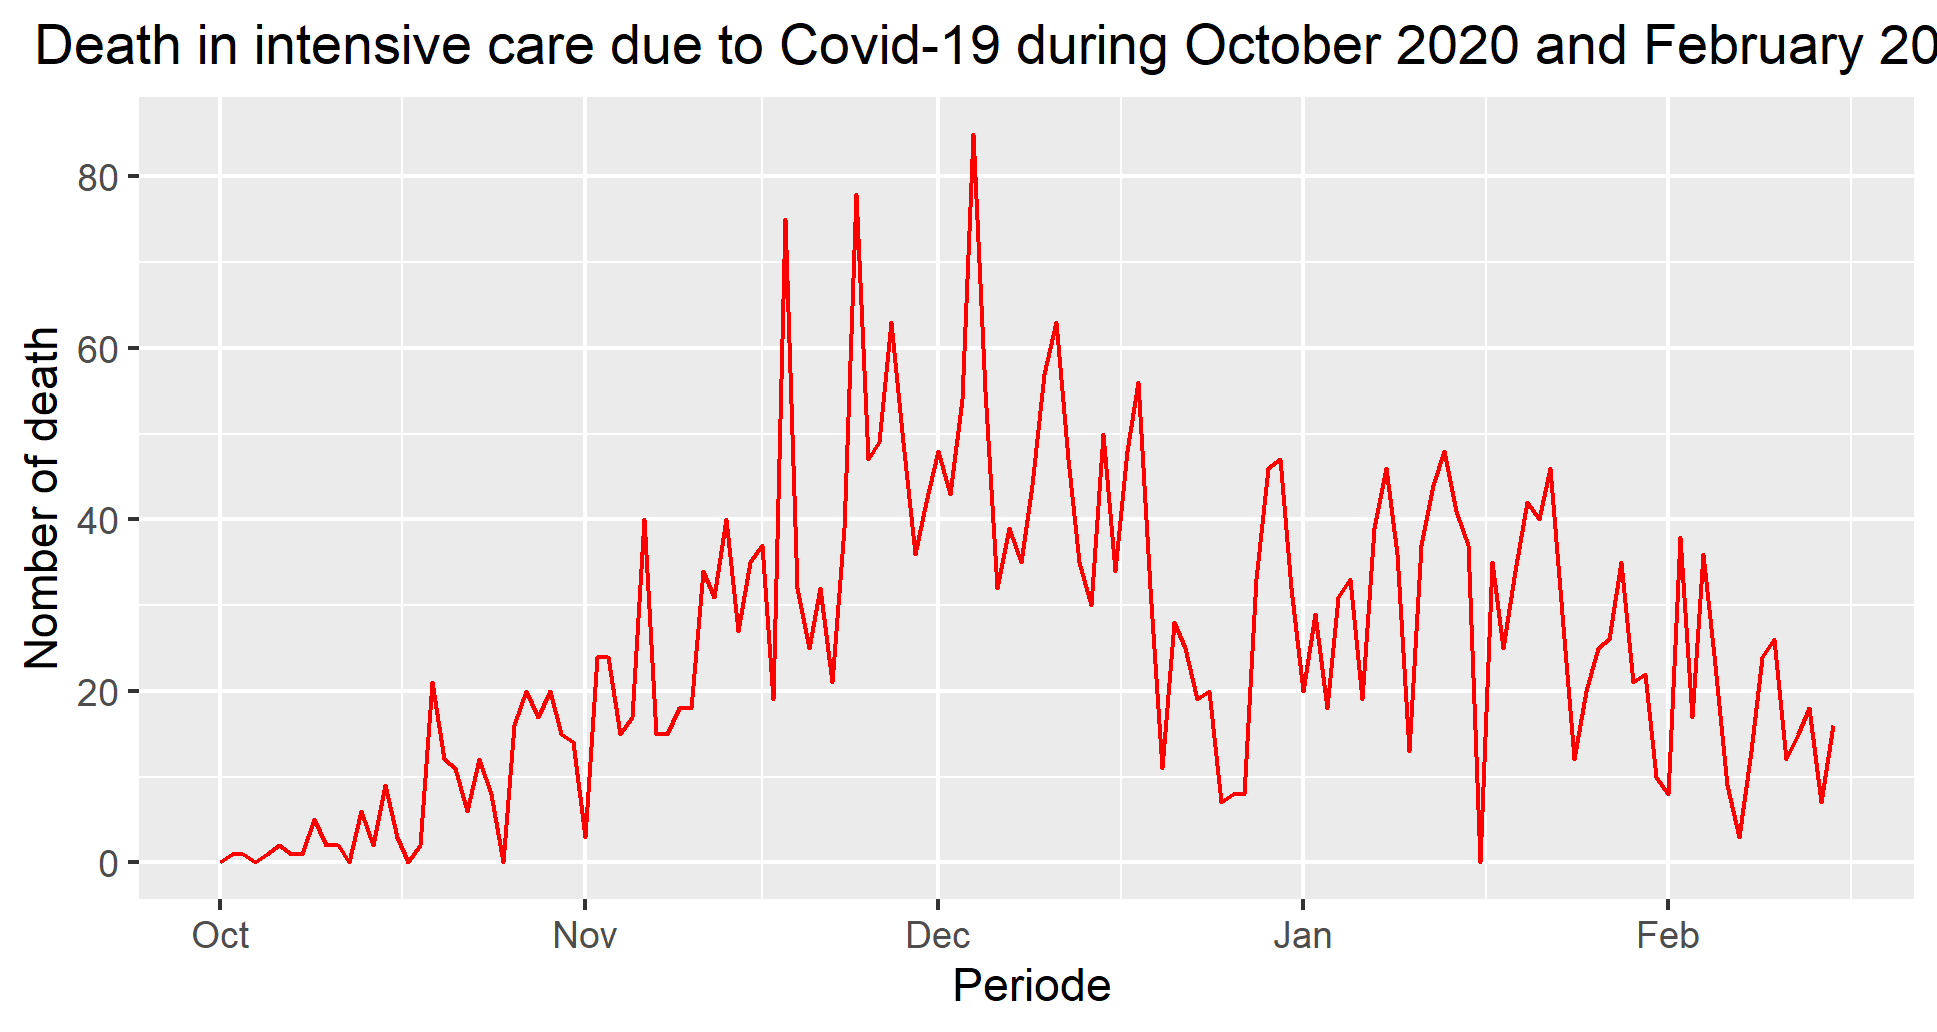 Death in intensive care due to Covid-19 during October 2020 and February 20
80
60
40
20
0
Nomber of death
Oct Nov Dec Jan Feb
Periode